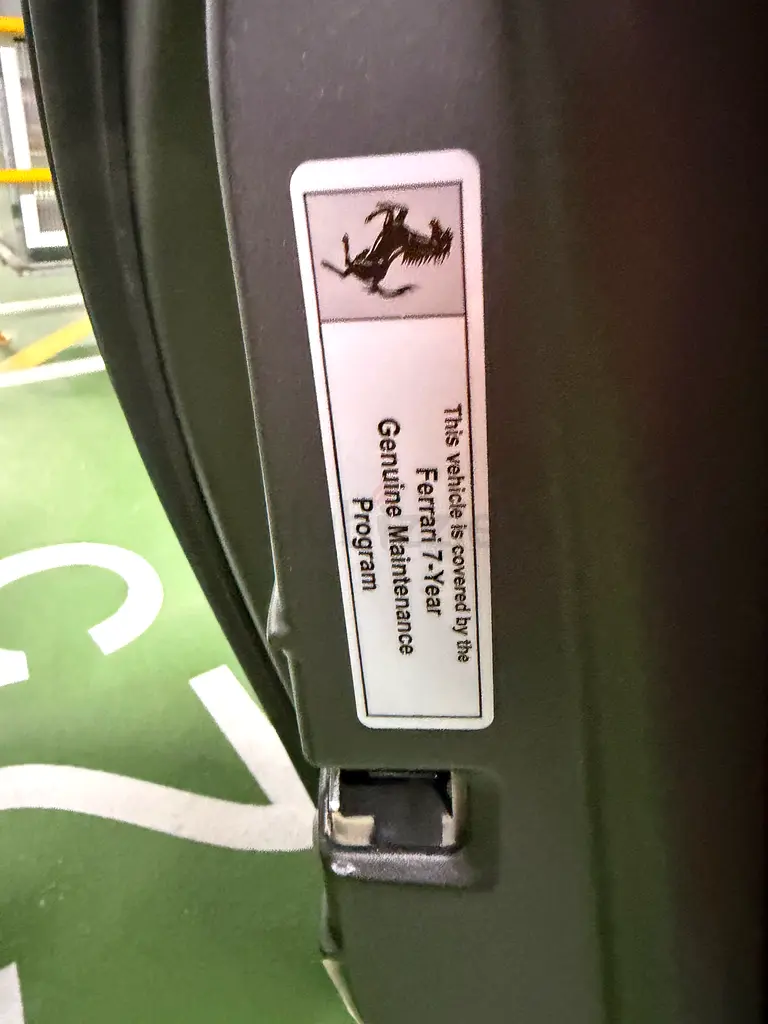 This vehicle is covered by the
Ferrari 7-Year
Genuine Maintenance
Program